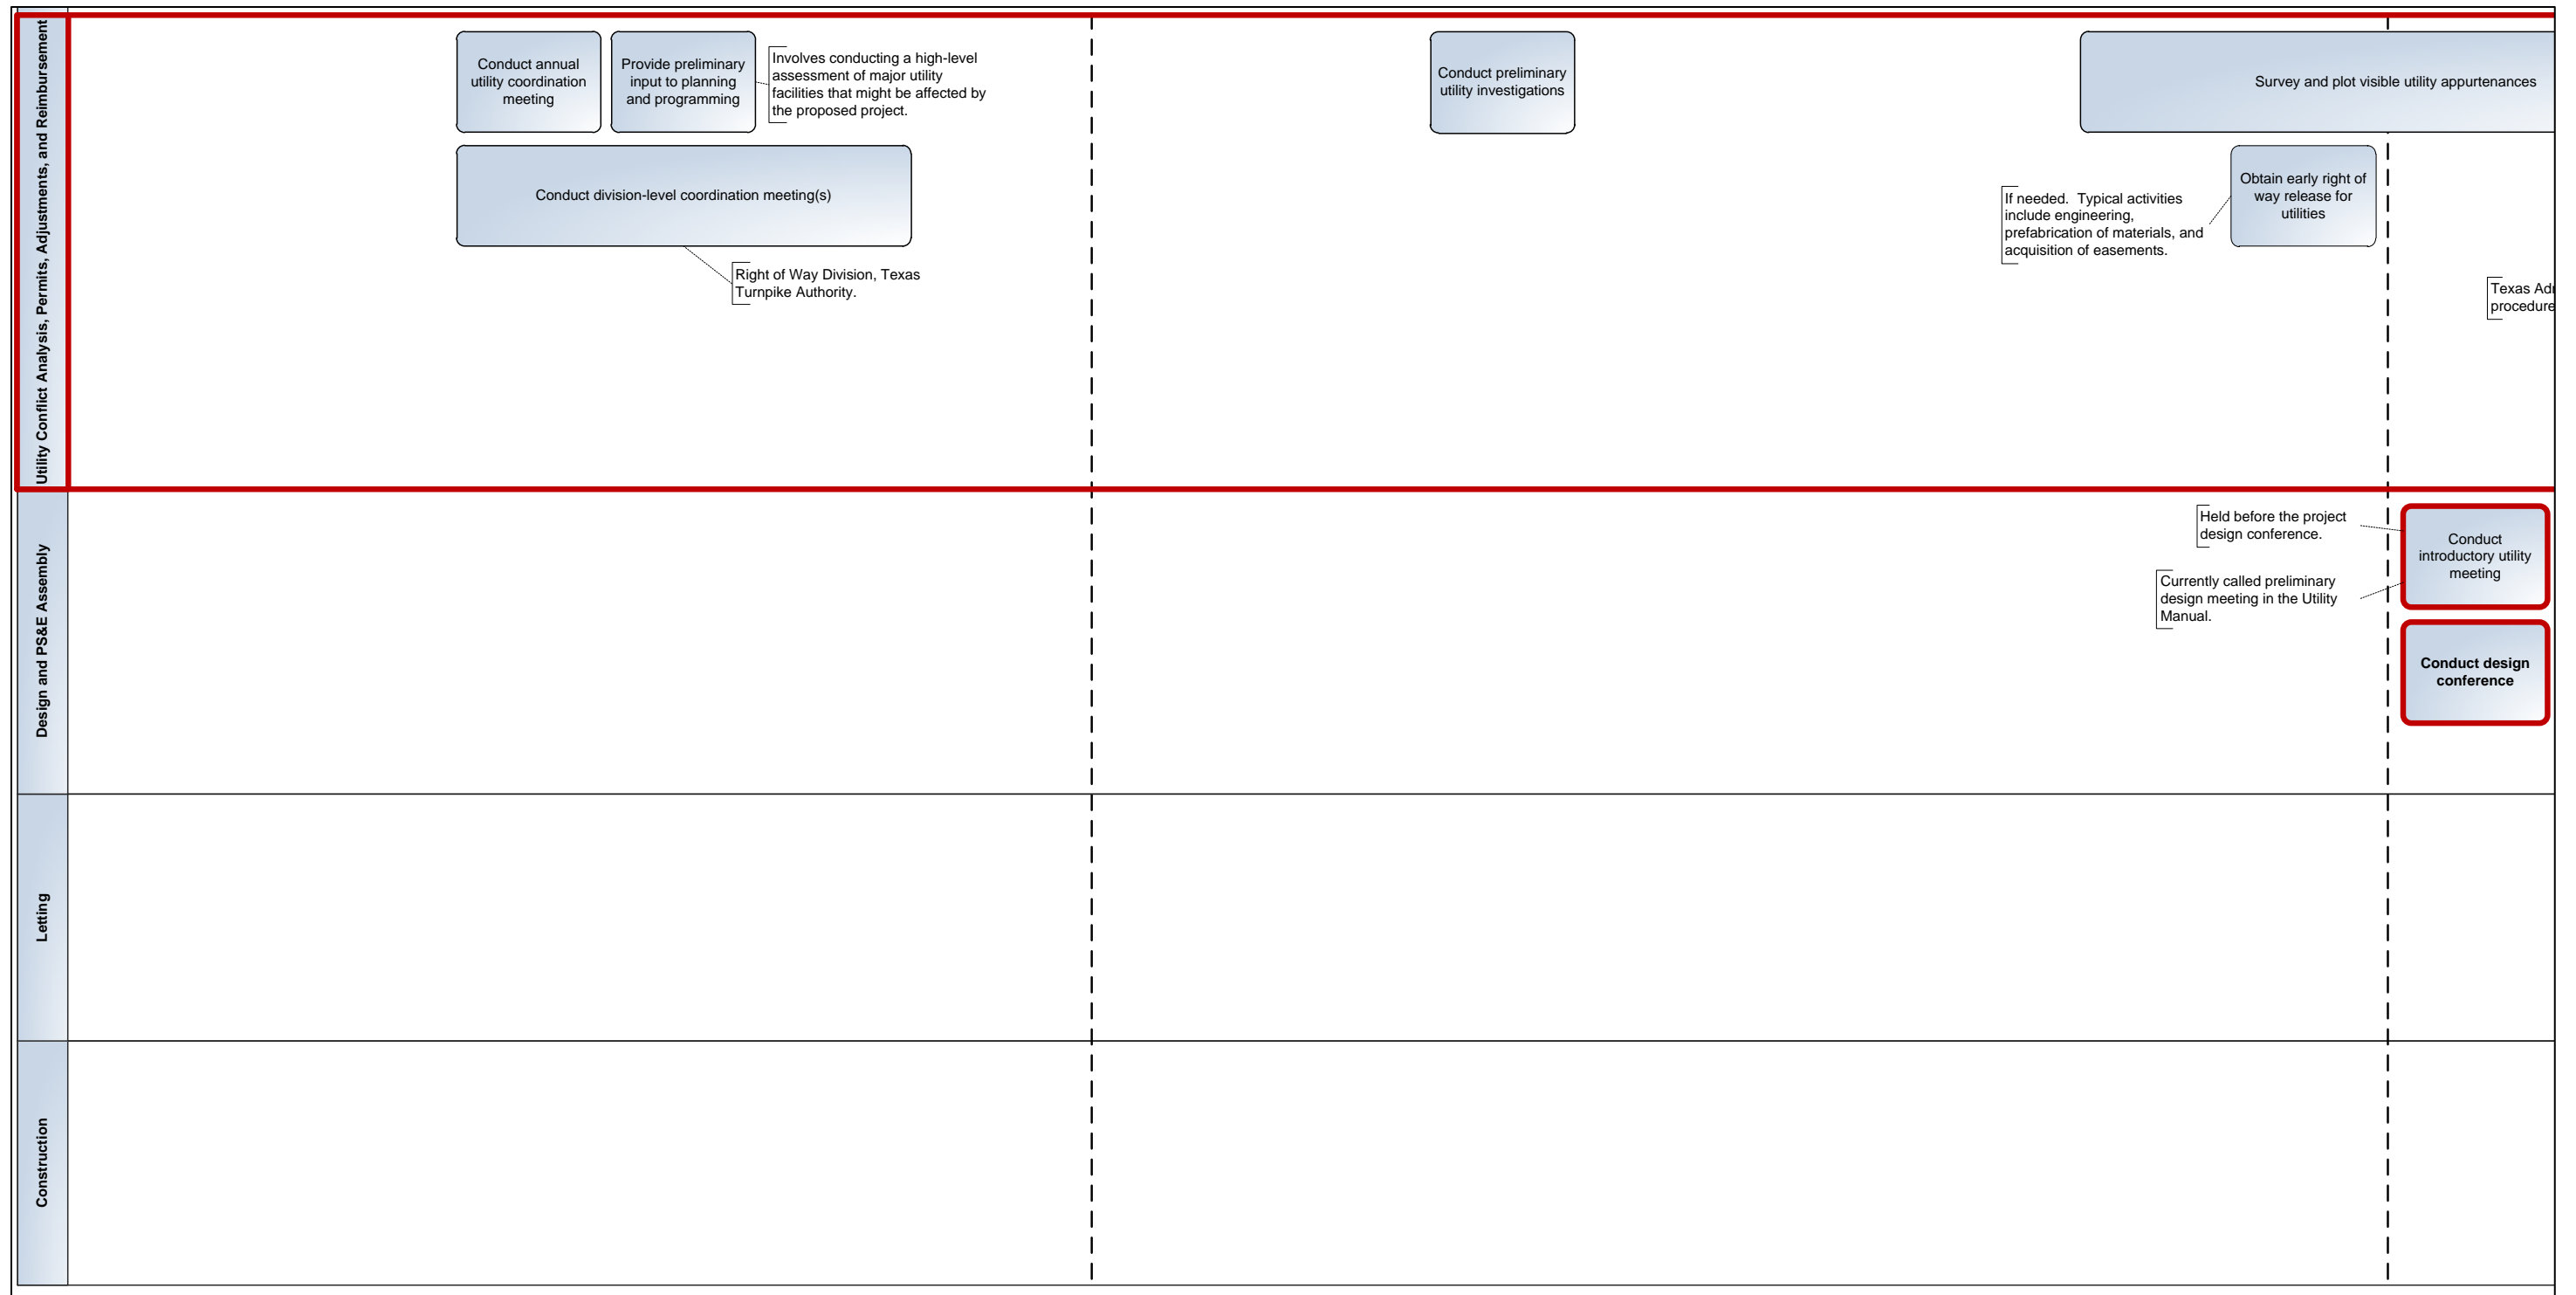 Utility Conflict Analysis, Permits, Adjustments, and Reimbursement
Conduct annual
utility coordination
meeting
Provide preliminary
input to planning
and programming
Involves conducting a high-level
assessment of major utility
facilities that might be affected by
the proposed project.
Conduct preliminary
utility investigations
Survey and plot visible utility appurtenances
Conduct division-level coordination meeting(s)
Right of Way Division, Texas
Turnpike Authority.
If needed.  Typical activities
include engineering,
prefabrication of materials, and
acquisition of easements.
Obtain early right of
way release for
utilities
Texas
procedure
Design and PS&E Assembly
Held before the project
design conference.
Currently called preliminary
design meeting in the Utility
Manual.
Conduct
introductory utility
meeting
Conduct design
conference
Letting
Construction